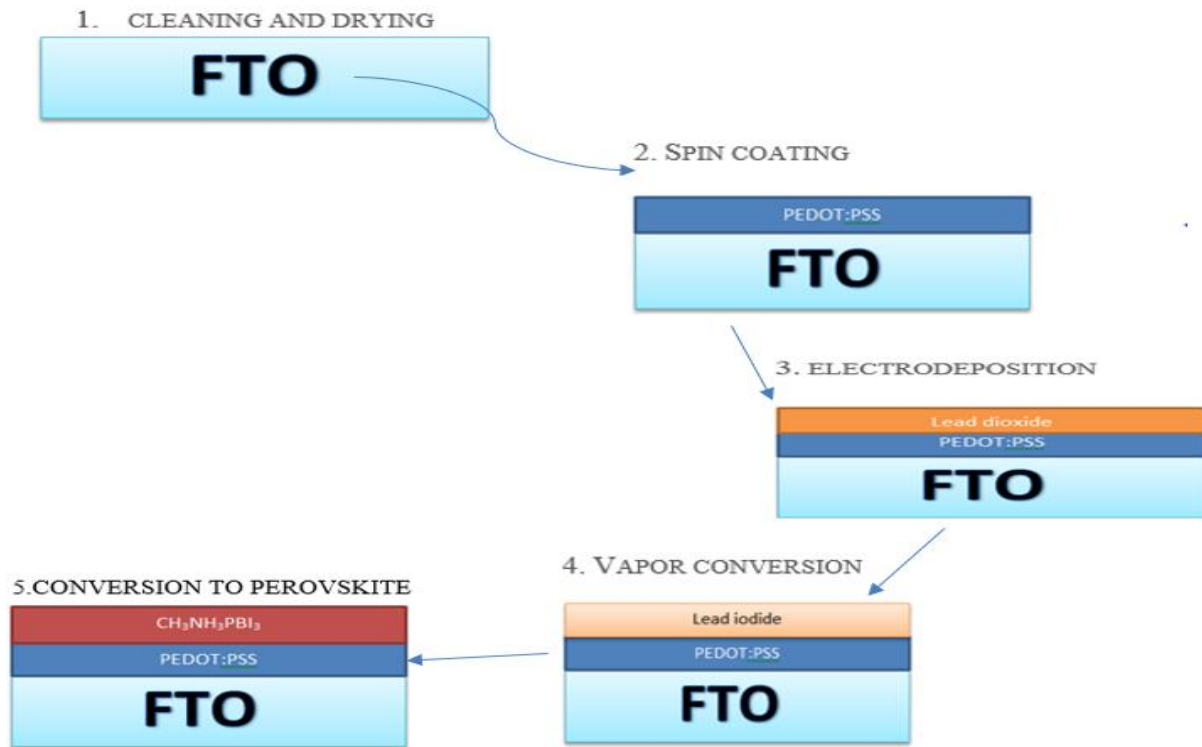 1. CLEANING AND DRYING
FTO
2. SPIN COATING
PEDOT:PSS
FTO
3. ELECTRODEPOSITION
Lead dioxide
PEDOT:PSS
FTO
4. VAPOR CONVERSION
Lead iodide
PEDOT:PSS
FTO
5.CONVERSION TO PEROVSKITE
CH₃NH₃PBI₃
PEDOT:PSS
FTO